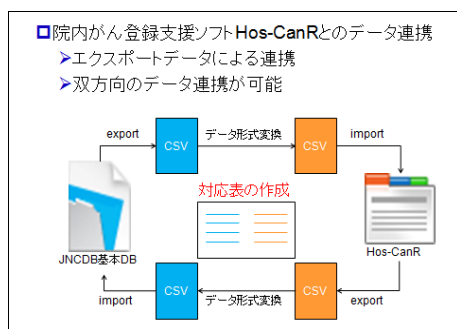 院内がん登録支援ソフトHos-CanRとのデータ連携
エクスポートデータによる連携
双方向のデータ連携が可能
export
CSV
データ形式変換
CSV
import
対応表の作成
JNCDB基本DB
Hos-CanR
import
CSV
データ形式変換
CSV
export